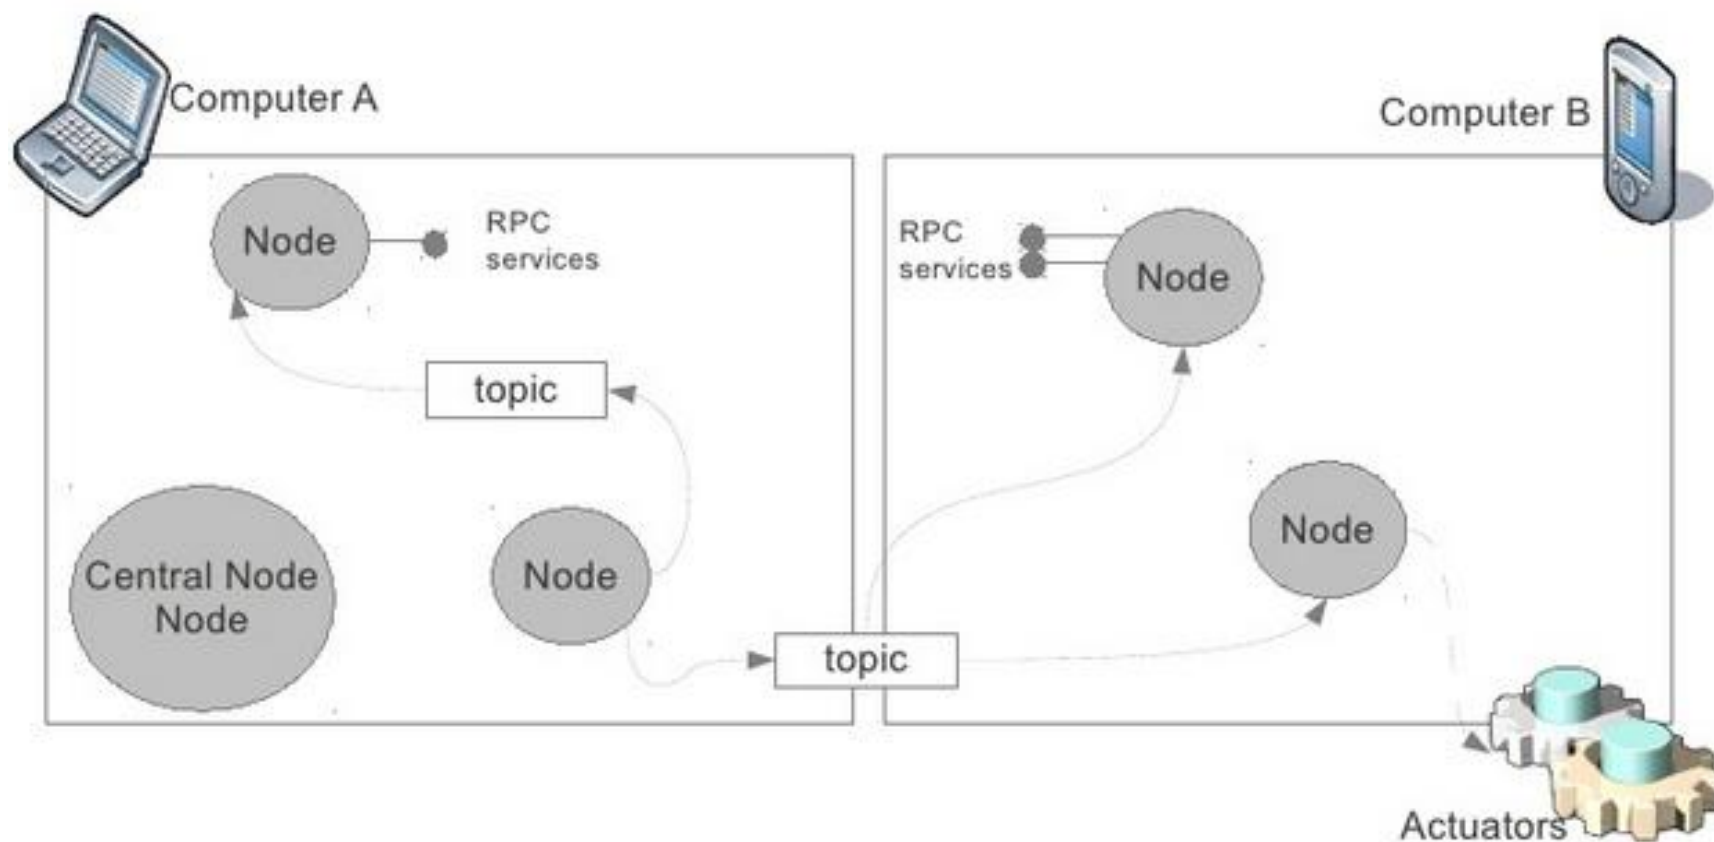 Computer A
Computer B
Node
RPC
services
RPC
services
Node
topic
Central Node
Node
Node
Node
topic
Actuators